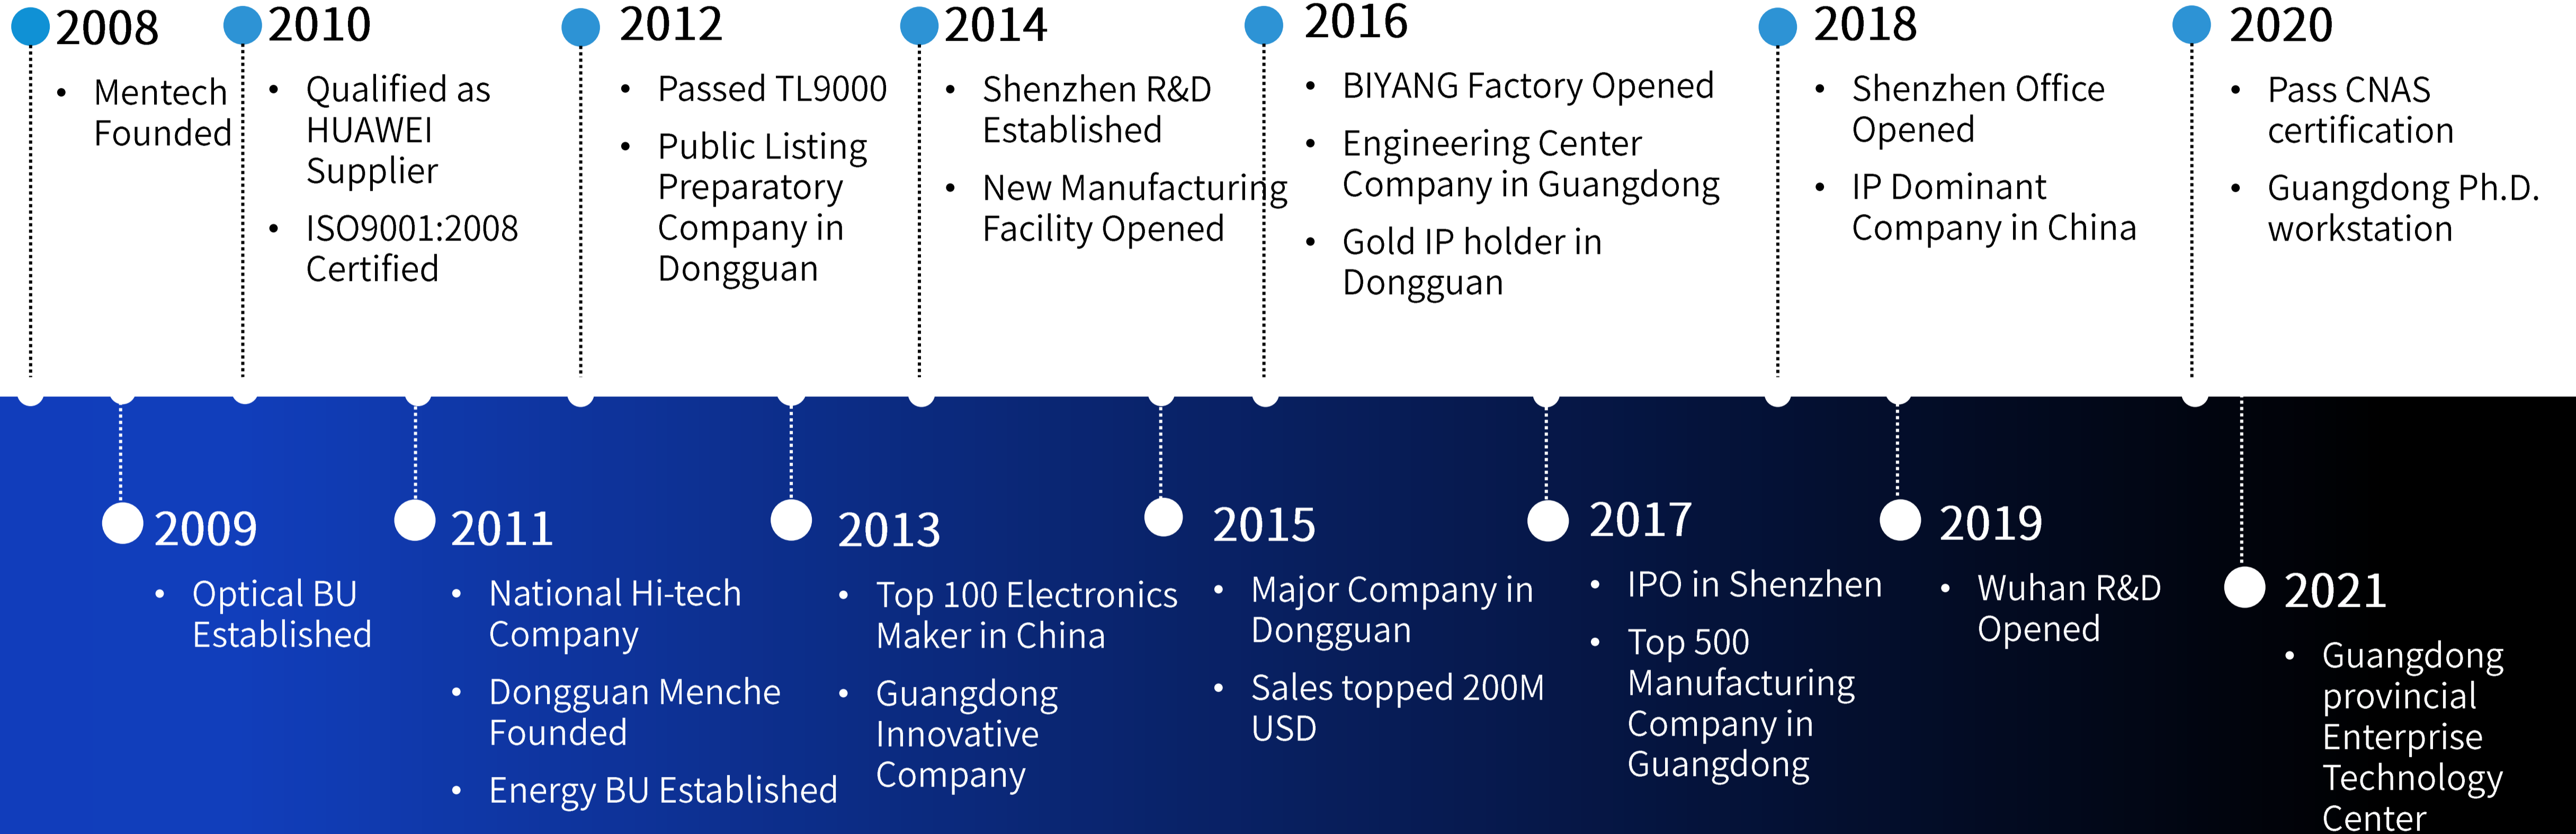 2008
• Mentech
Founded
2010
• Qualified as
HUAWEI
Supplier
• ISO9001:2008
Certified
2012
• Passed TL9000
• Public Listing
Preparatory
Company in
Dongguan
2014
• Shenzhen R&D
Established
• New Manufacturing
Facility Opened
2016
• BIYANG Factory Opened
• Engineering Center
Company in Guangdong
• Gold IP holder in
Dongguan
2018
• Shenzhen Office
Opened
• IP Dominant
Company in China
2020
• Pass CNAS
certification
• Guangdong Ph.D.
workstation
2009
• Optical BU
Established
2011
• National Hi-tech
Company
• Dongguan Menche
Founded
• Energy BU Established
2013
• Top 100 Electronics
Maker in China
• Guangdong
Innovative
Company
2015
• Major Company in
Dongguan
• Sales topped 200M
USD
2017
• IPO in Shenzhen
• Top 500
Manufacturing
Company in
Guangdong
2019
• Wuhan R&D
Opened
2021
• Guangdong
provincial
Enterprise
Technology
Center